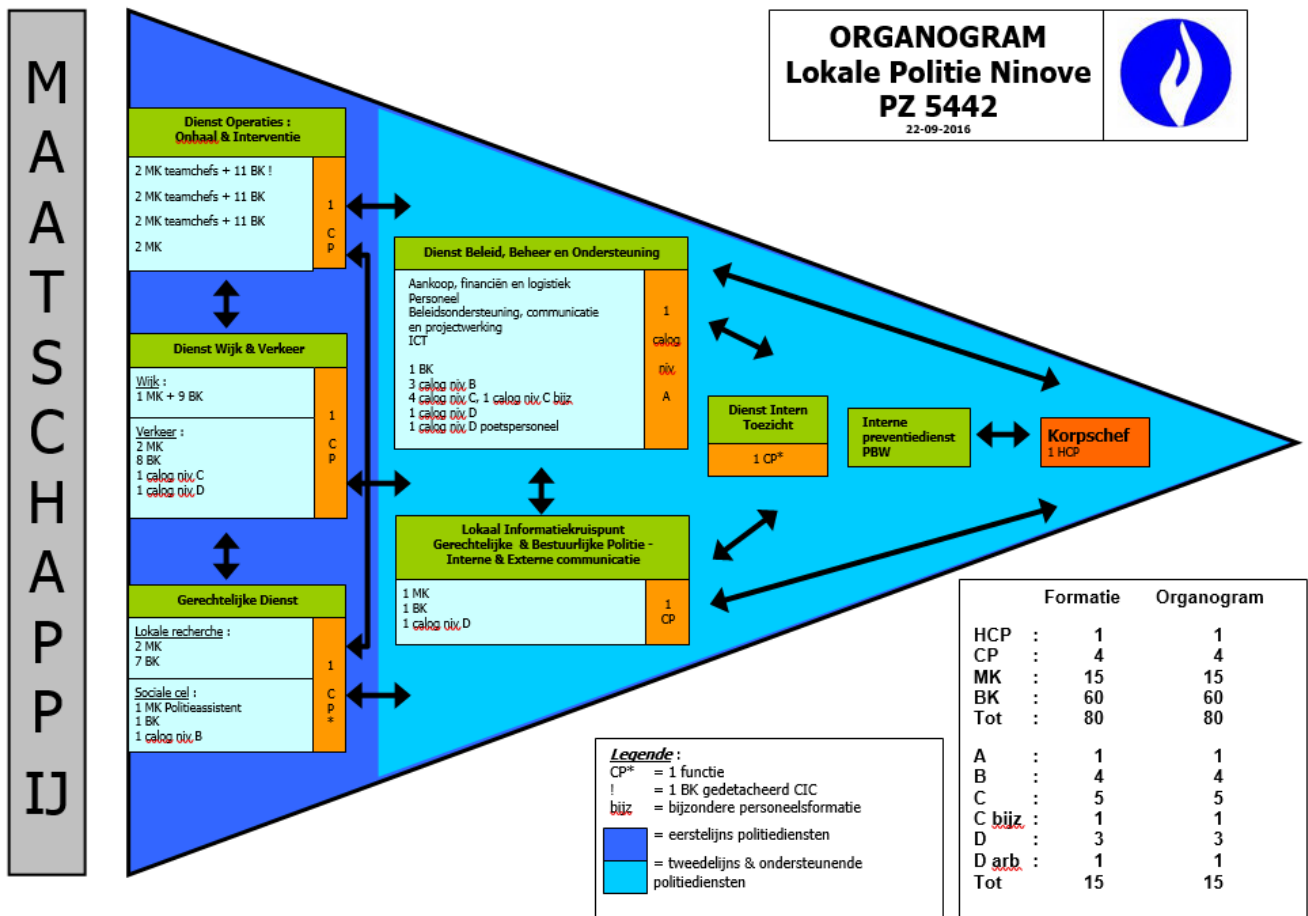 MAATSCHAPPIJ
ORGANOGRAM
Lokale Politie Ninove
PZ 5442
22-09-2016
Dienst Operaties :
Onhaal & Interventie
2 MK teamchefs + 11 BK !
2 MK teamchefs + 11 BK
2 MK teamchefs + 11 BK
2 MK
1
C
P
Dienst Wijk & Verkeer
Wijk :
1 MK + 9 BK
Verkeer :
2 MK
8 BK
1 calog niv C
1 calog niv D
1
C
P
Gerechtelijke Dienst
Lokale recherche :
2 MK
7 BK
Sociale cel :
1 MK Politieassistent
1 BK
1 calog niv B
1
C
P
*
Dienst Beleid, Beheer en Ondersteuning
Aankoop, financiën en logistiek
Personeel
Beleidsondersteuning, communicatie
en projectwerking
ICT
1 BK
3 calog niv B
4 calog niv C, 1 calog niv C bijz
1 calog niv D
1 calog niv D poetspersoneel
1
calog
niv
A
Lokaal Informatiekruispunt
Gerechtelijke & Bestuurlijke Politie -
Interne & Externe communicatie
1 MK
1 BK
1 calog niv D
1
CP
Dienst Intern
Toezicht
1 CP*
Interne
preventiedienst
PBW
Korpschef
1 HCP
Legende :
CP* = 1 functie
! = 1 BK gedetacheerd CIC
bijz = bijzondere personeelsformatie
= eerstelijns politiediensten
= tweedelijns & ondersteunende
politiediensten
Formatie Organogram
HCP : 1 1
CP : 4 4
MK : 15 15
BK : 60 60
Tot : 80 80
A : 1 1
B : 4 4
C : 5 5
C bijz : 1 1
D : 3 3
D arb : 1 1
Tot 15 15